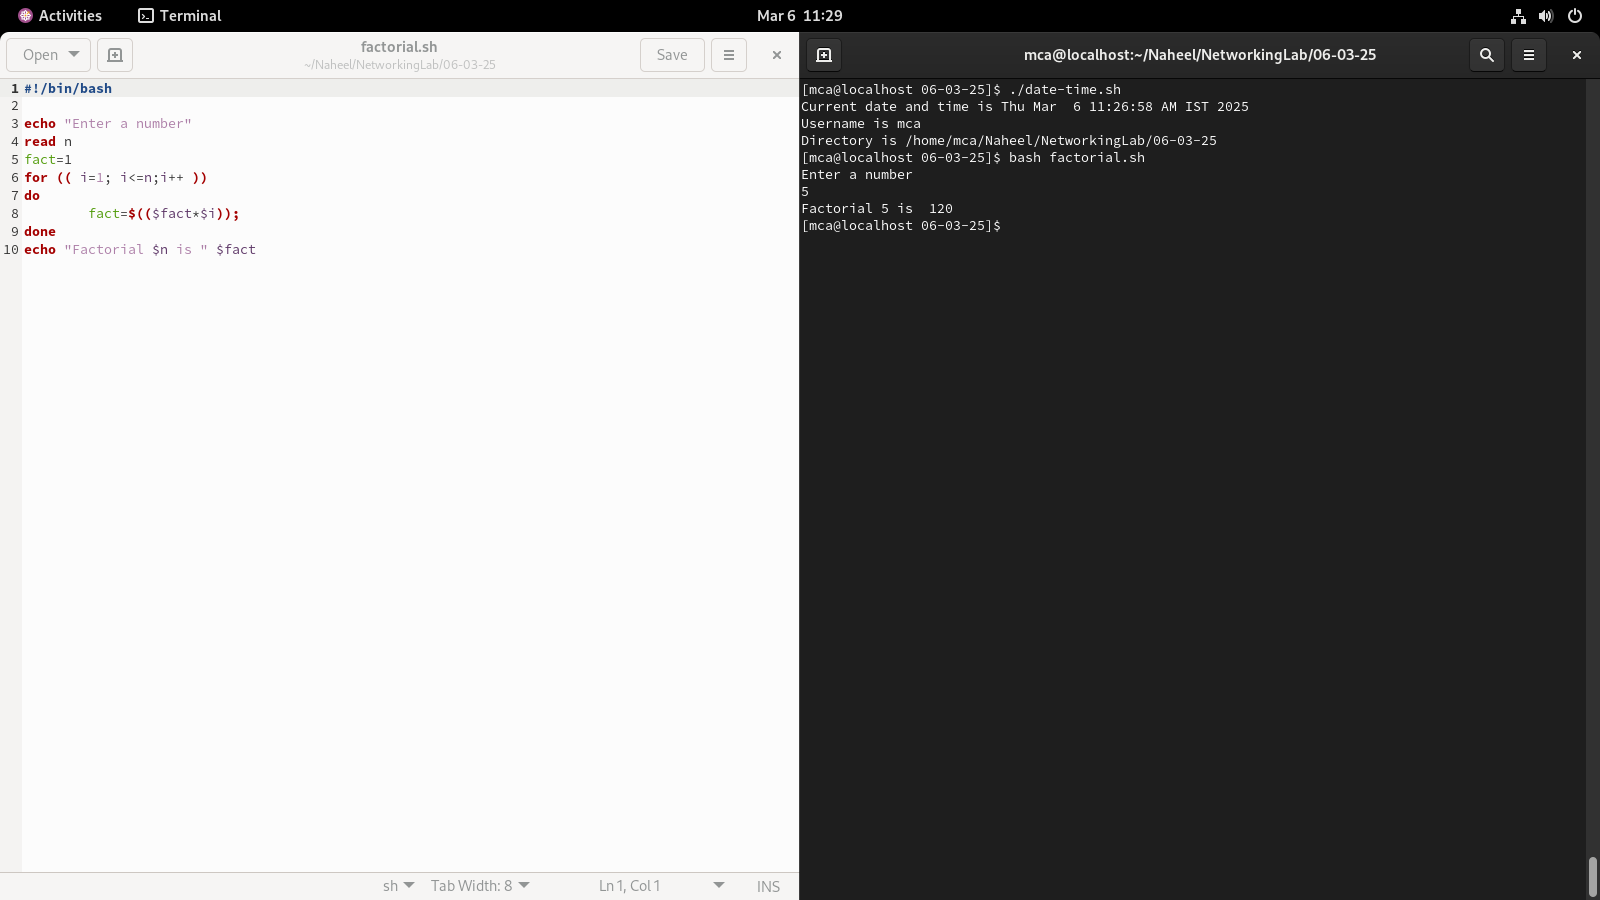 Activities Terminal Mar 6 11:29
Open factorial.sh Save
~/Naheel/NetworkingLab/06-03-25
1 #!/bin/bash
2
3 echo "Enter a number"
4 read n
5 fact=1
6 for (( i=1; i<=n;i++ ))
7 do
8         fact=$(($fact*$i));
9 done
10 echo "Factorial $n is " $fact
sh Tab Width: 8 Ln 1, Col 1 INS
mca@localhost:~/Naheel/NetworkingLab/06-03-25
[mca@localhost 06-03-25]$ ./date-time.sh
Current date and time is Thu Mar  6 11:26:58 AM IST 2025
Username is mca
Directory is /home/mca/Naheel/NetworkingLab/06-03-25
[mca@localhost 06-03-25]$ bash factorial.sh
Enter a number
5
Factorial 5 is  120
[mca@localhost 06-03-25]$